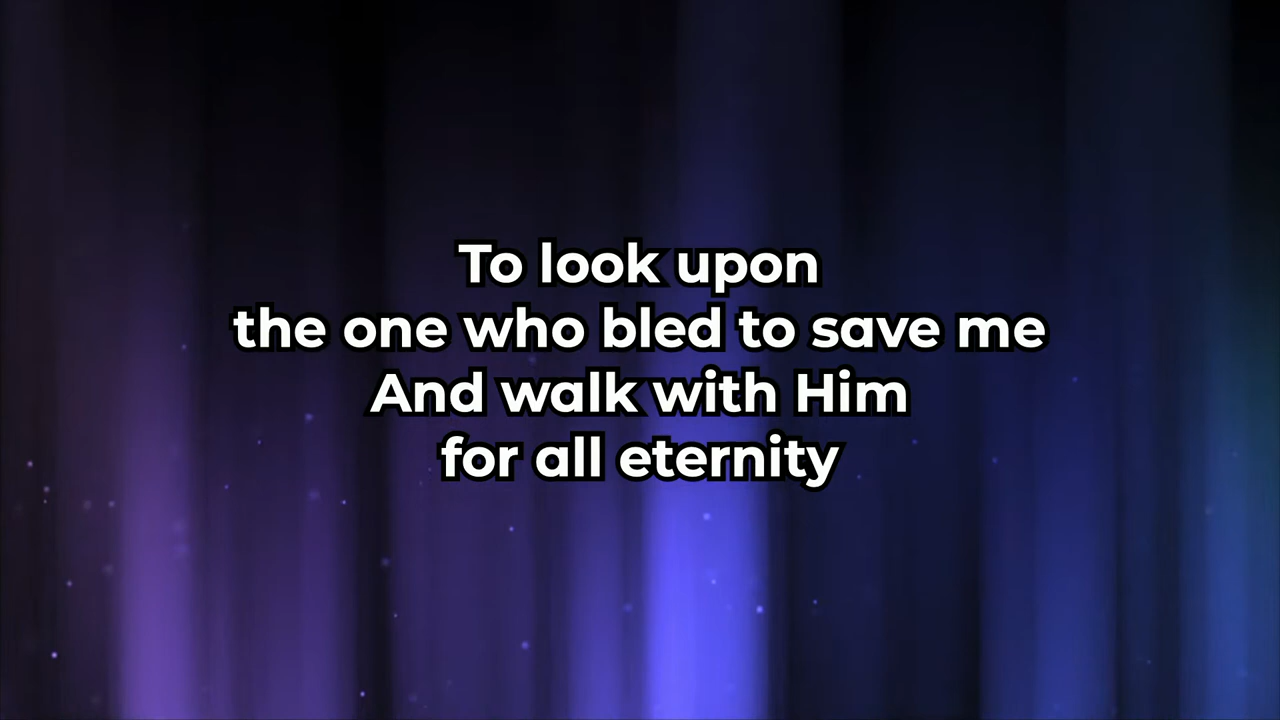 To look upon
the one who bled to save me
And walk with Him
for all eternity